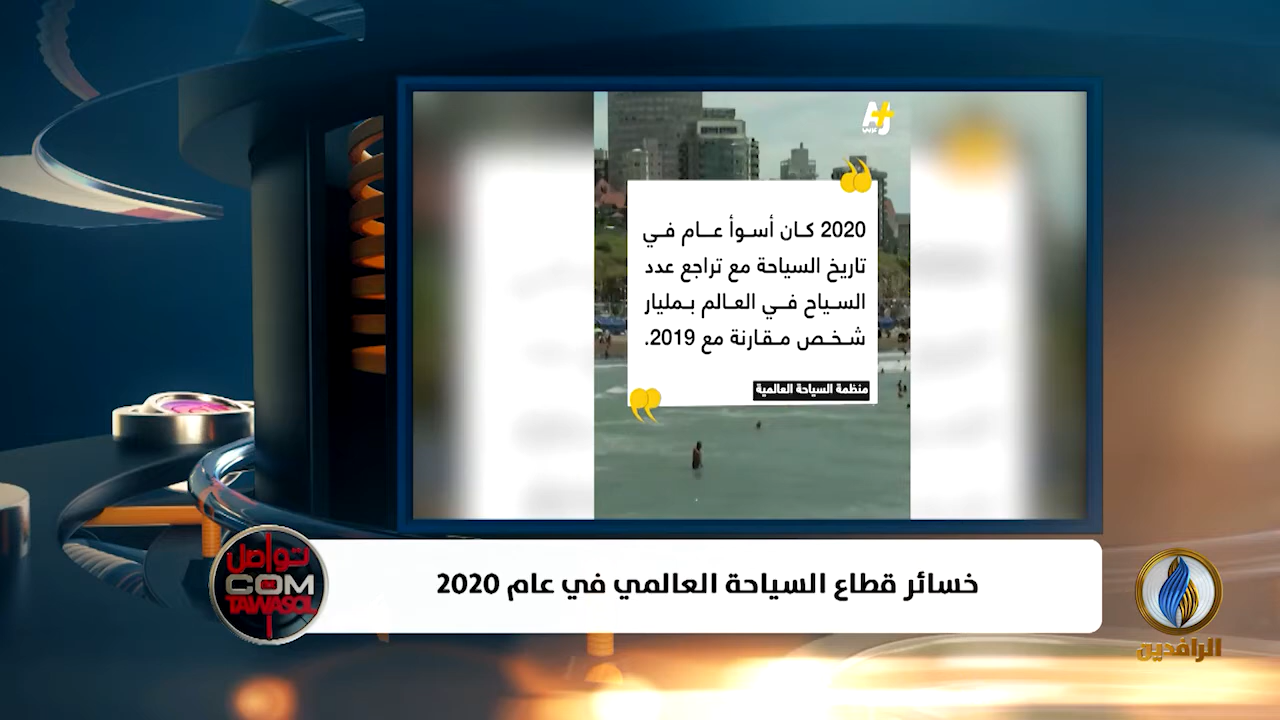 عربي
2020 كان أسوأ عام في
تاريخ السياحة مع تراجع عدد
السياح في العالم بمليار
شخص مقارنة مع 2019.
منظمة السياحة العالمية
خسائر قطاع السياحة العالمي في عام 2020
تواصل
COM
TAWASOL
الرافدين